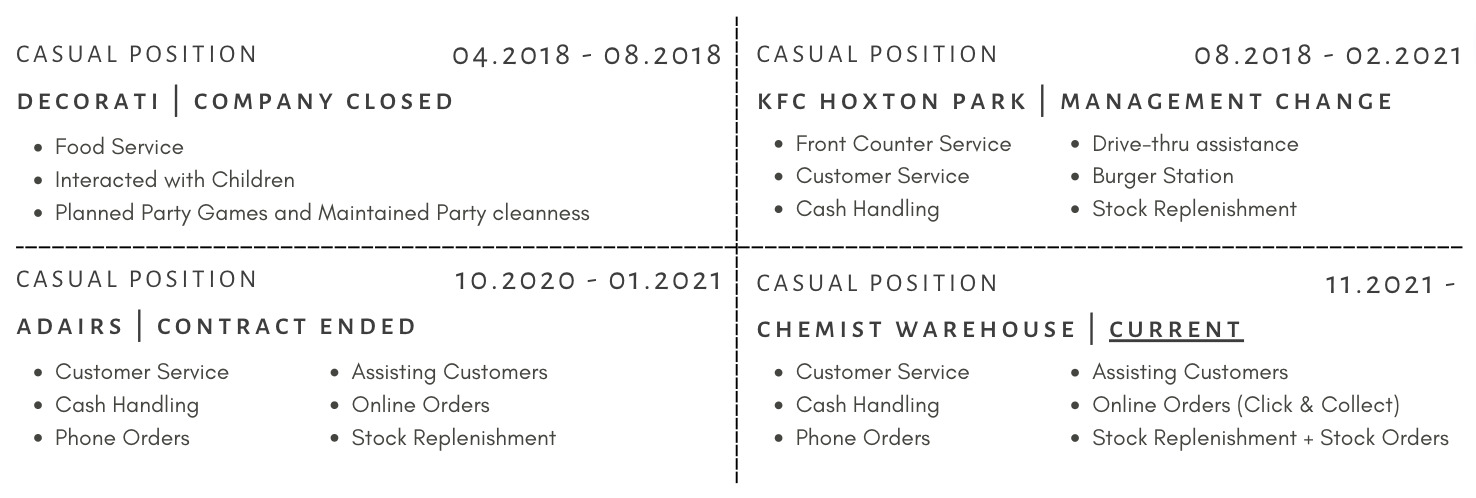 CASUAL POSITION 04.2018 - 08.2018
DECORATI | COMPANY CLOSED
• Food Service
• Interacted with Children
• Planned Party Games and Maintained Party cleanness
CASUAL POSITION 08.2018 - 02.2021
KFC HOXTON PARK | MANAGEMENT CHANGE
• Front Counter Service
• Customer Service
• Cash Handling
• Drive-thru assistance
• Burger Station
• Stock Replenishment
CASUAL POSITION 10.2020 - 01.2021
ADAIRS | CONTRACT ENDED
• Customer Service
• Cash Handling
• Phone Orders
• Assisting Customers
• Online Orders
• Stock Replenishment
CASUAL POSITION 11.2021 -
CHEMIST WAREHOUSE | CURRENT
• Customer Service
• Cash Handling
• Phone Orders
• Assisting Customers
• Online Orders (Click & Collect)
• Stock Replenishment + Stock Orders